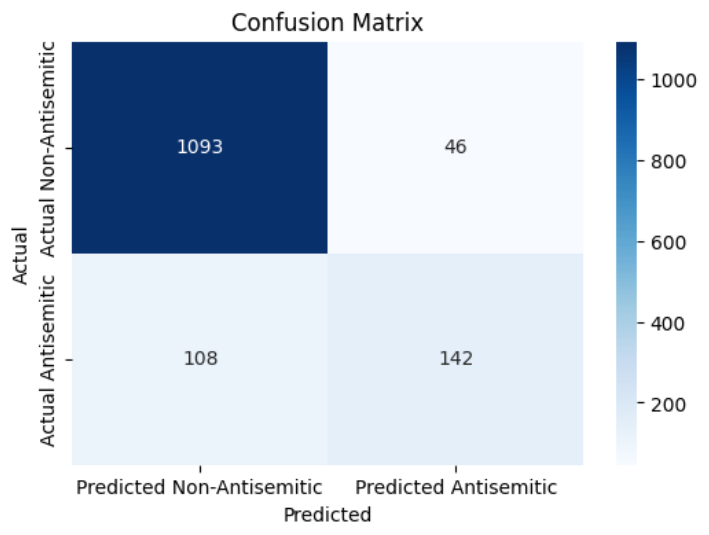 Confusion Matrix
Actual
Actual Non-Antisemitic
1093
46
Actual Antisemitic
108
142
Predicted Non-Antisemitic
Predicted Antisemitic
Predicted
1000
800
600
400
200